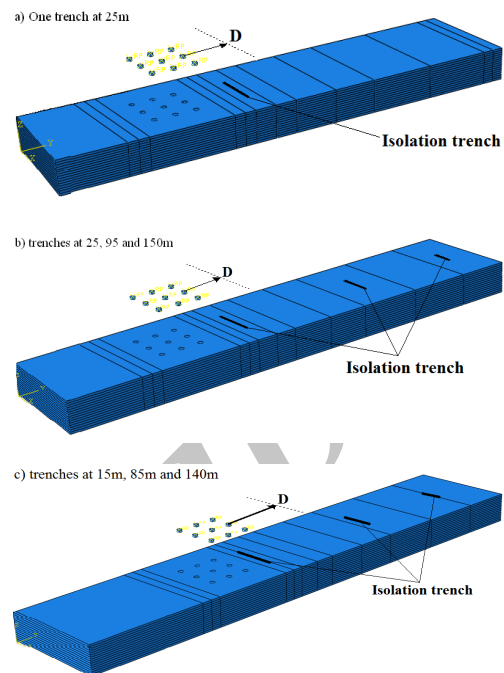 a) One trench at 25m
D
Isolation trench
Z
Y
X
b) trenches at 25, 95 and 150m
D
Isolation trench
c) trenches at 15m, 85m and 140m
D
Isolation trench